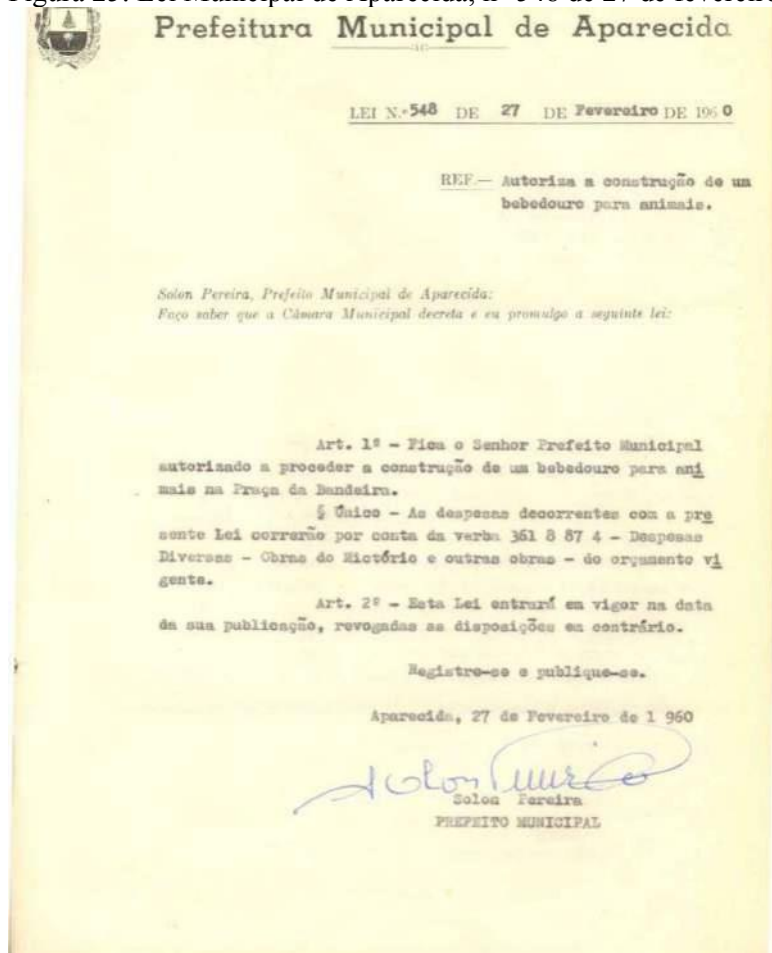 Figura 25: Lei Municipal de Aparecida, nº 548 de 27 de fevereiro
Prefeitura Municipal de Aparecida
LEI N.º 548 DE 27 DE Fevereiro DE 1960
REF.— Autoriza a construção de um
bebedouro para animais.
Solon Pereira, Prefeito Municipal de Aparecida:
Faço saber que a Câmara Municipal decreta e eu promulgo a seguinte lei:
Art. 1º - Fica o Senhor Prefeito Municipal
autorizado a proceder a construção de um bebedouro para ani
mais na Praça da Bandeira.
§ Único - As despesas decorrentes com a pre
sente Lei correrão por conta da verba 361 8 87 4 - Despesas
Diversas - Obras do Mictório e outras obras - do orçamento vi
gente.
Art. 2º - Esta Lei entrará em vigor na data
da sua publicação, revogadas as disposições em contrário.
Registre-se e publique-se.
Aparecida, 27 de Fevereiro de 1 960
Solon Pereira
Solon Pereira
PREFEITO MUNICIPAL